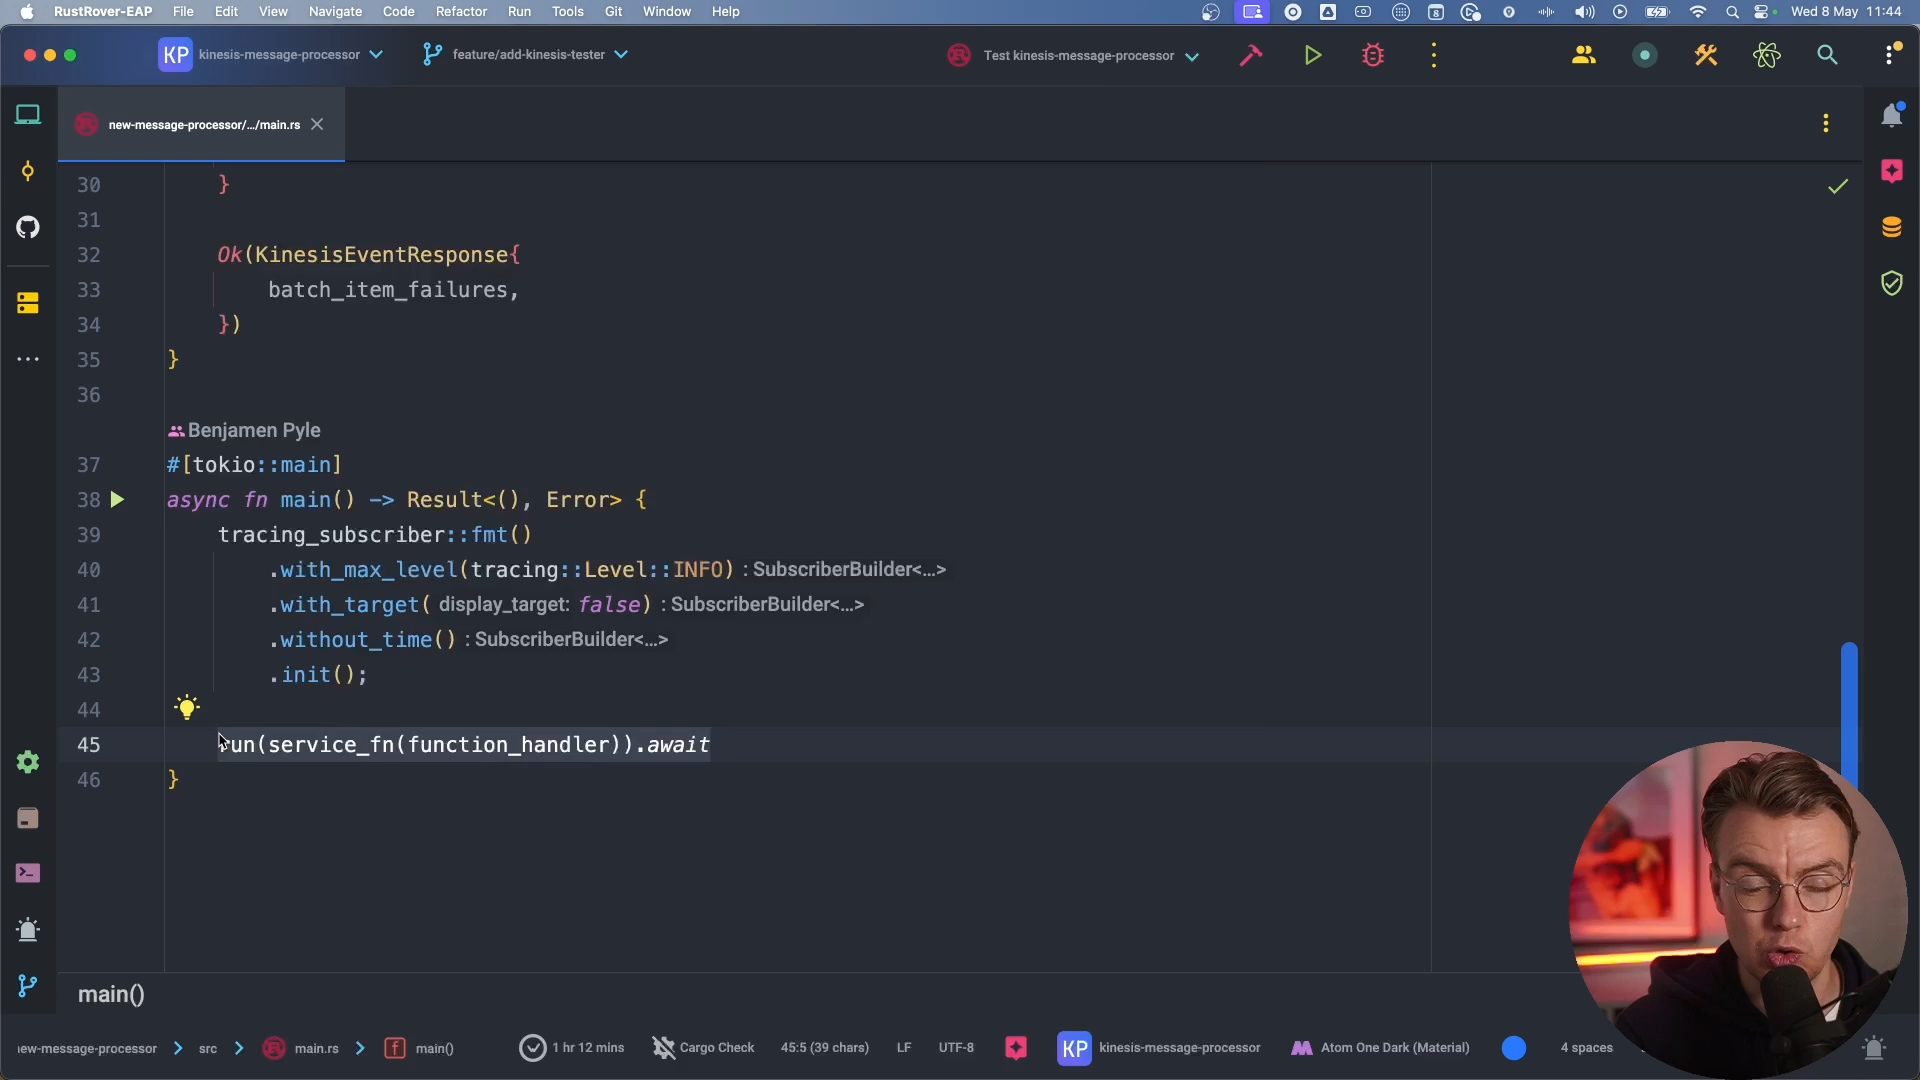 RustRover-EAP File Edit View Navigate Code Refactor Run Tools Git Window Help Wed 8 May 11:44
KP kinesis-message-processor feature/add-kinesis-tester Test kinesis-message-processor
new-message-processor/.../main.rs
30 }
31
32 Ok(KinesisEventResponse{
33 batch_item_failures,
34 })
35 }
36
Benjamen Pyle
37 #[tokio::main]
38 async fn main() -> Result<(), Error> {
39 tracing_subscriber::fmt()
40 .with_max_level(tracing::Level::INFO) : SubscriberBuilder<...>
41 .with_target( display_target: false) : SubscriberBuilder<...>
42 .without_time() : SubscriberBuilder<...>
43 .init();
44
45 run(service_fn(function_handler)).await
46 }
main()
new-message-processor src main.rs main() 1 hr 12 mins Cargo Check 45:5 (39 chars) LF UTF-8 KP kinesis-message-processor Atom One Dark (Material) 4 spaces